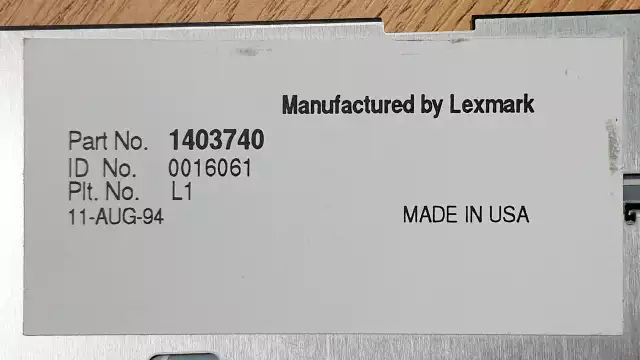 Manufactured by Lexmark
Part No. 1403740
ID No. 0016061
Plt. No. L1
11-AUG-94
MADE IN USA